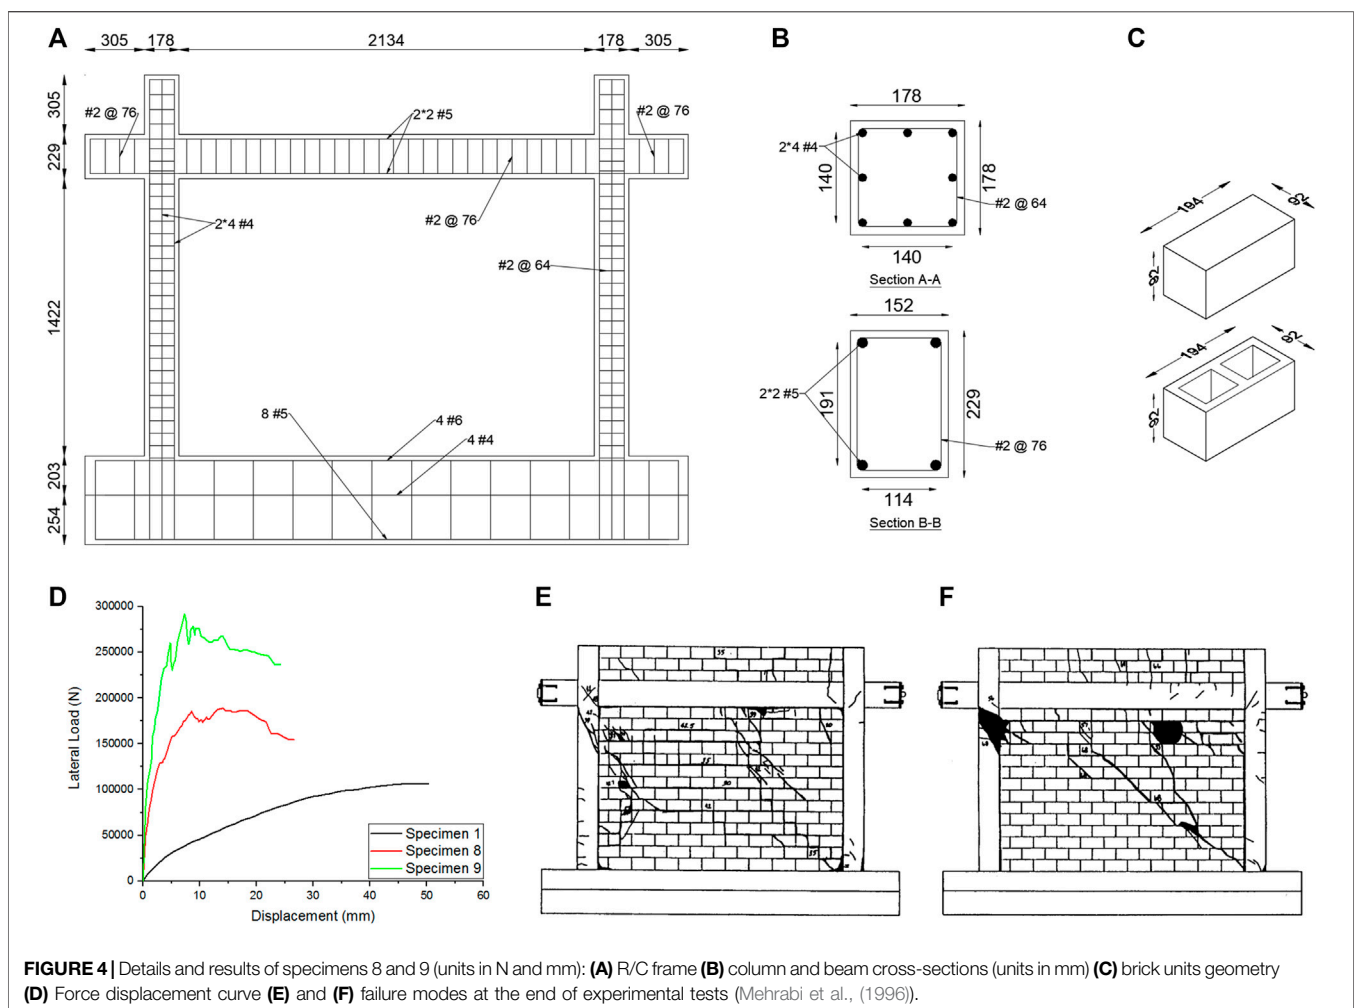 A
B
C
305 178 2134 178 305
305
229
1422
203
254
#2 @ 76
2*2 #5
#2 @ 76
#2 @ 76
2*4 #4
#2 @ 64
8 #5
4 #6
4 #4
178
2*4 #4
140
178
#2 @ 64
140
Section A-A
152
2*2 #5
191
229
#2 @ 76
114
Section B-B
194
92
92
194
92
92
D
E
F
Lateral Load (N)
300000
250000
200000
150000
100000
50000
0
0 10 20 30 40 50 60
Displacement (mm)
Specimen 1
Specimen 8
Specimen 9
FIGURE 4 | Details and results of specimens 8 and 9 (units in N and mm): (A) R/C frame (B) column and beam cross-sections (units in mm) (C) brick units geometry
(D) Force displacement curve (E) and (F) failure modes at the end of experimental tests (Mehrabi et al., (1996)).